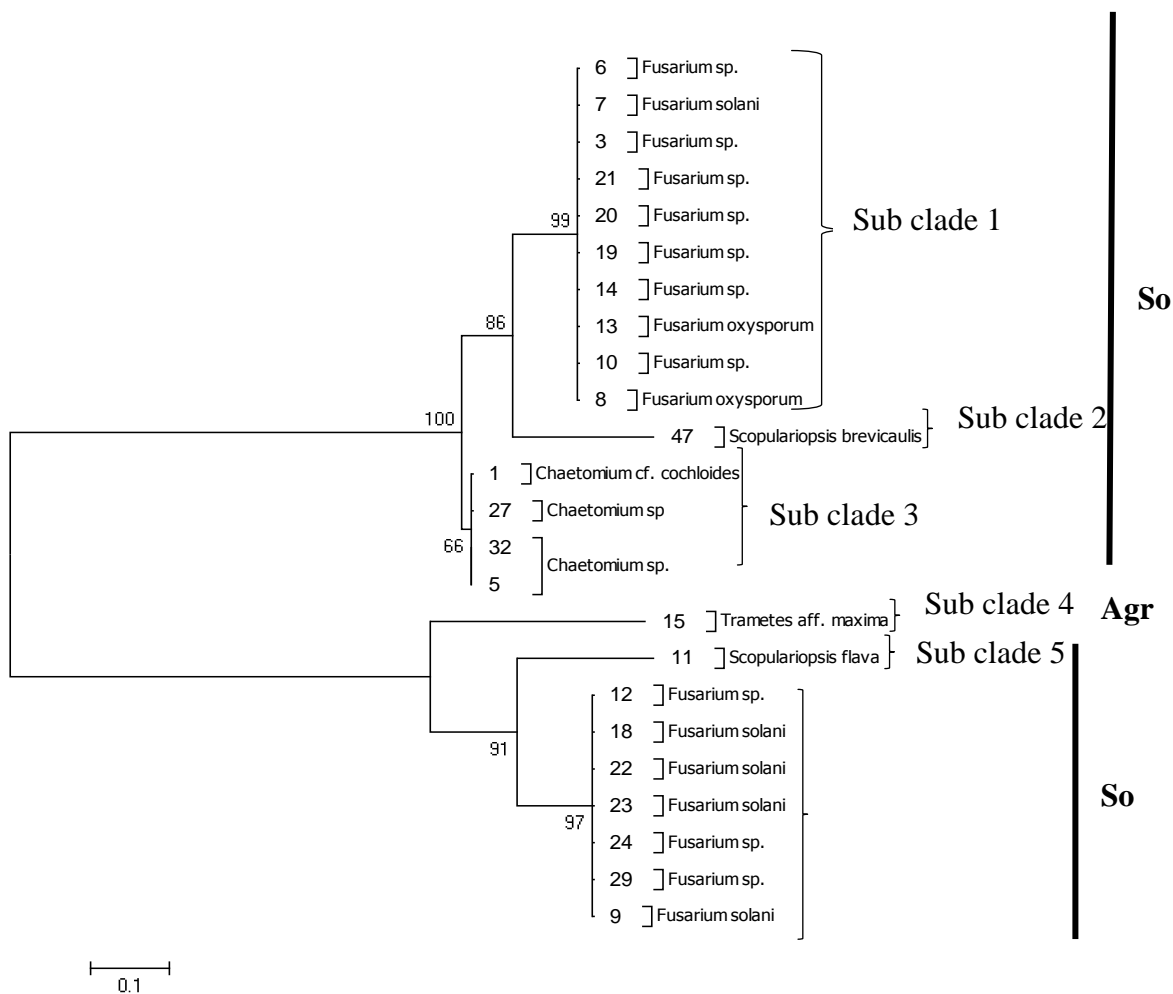 6 Fusarium sp.
7 Fusarium solani
3 Fusarium sp.
21 Fusarium sp.
20 Fusarium sp.
99
Sub clade 1
19 Fusarium sp.
14 Fusarium sp.
So
13 Fusarium oxysporum
86
10 Fusarium sp.
8 Fusarium oxysporum
100
Sub clade 2
47 Scopulariopsis brevicaulis
1 Chaetomium cf. cochloides
27 Chaetomium sp
Sub clade 3
66
32
Chaetomium sp.
5
Sub clade 4
Agr
15 Trametes aff. maxima
Sub clade 5
11 Scopulariopsis flava
12 Fusarium sp.
18 Fusarium solani
91
22 Fusarium solani
So
23 Fusarium solani
97
24 Fusarium sp.
29 Fusarium sp.
9 Fusarium solani
0.1